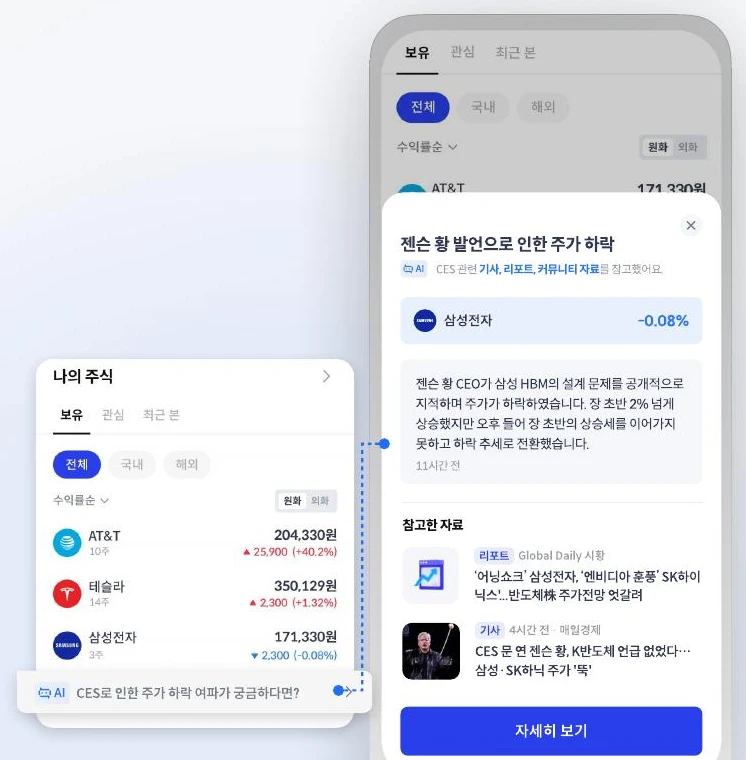 나의 주식
보유 관심 최근 본
전체 국내 해외
수익률순 원화 외화
AT&T 204,330원
10주 ▲ 25,900 (+40.2%)
테슬라 350,129원
14주 ▲ 2,300 (+1.32%)
SAMSUNG 삼성전자 171,330원
3주 ▼ 2,300 (-0.08%)
AI CES로 인한 주가 하락 여파가 궁금하다면?
보유 관심 최근 본
전체 국내 해외
수익률순 원화 외화
AT&T 171,330원
젠슨 황 발언으로 인한 주가 하락
AI CES 관련 기사, 리포트, 커뮤니티 자료를 참고했어요.
SAMSUNG 삼성전자 -0.08%
젠슨 황 CEO가 삼성 HBM의 설계 문제를 공개적으로
지적하며 주가가 하락하였습니다. 장 초반 2% 넘게
상승했지만 오후 들어 장 초반의 상승세를 이어가지
못하고 하락 추세로 전환했습니다.
11시간 전
참고한 자료
리포트 Global Daily 시황
‘어닝쇼크’ 삼성전자, ‘엔비디아 훈풍’ SK하이
닉스’...반도체株 주가전망 엇갈려
기사 4시간 전 · 매일경제
CES 문 연 젠슨 황, K반도체 언급 없었다…
삼성·SK하닉 주가 '뚝'
자세히 보기